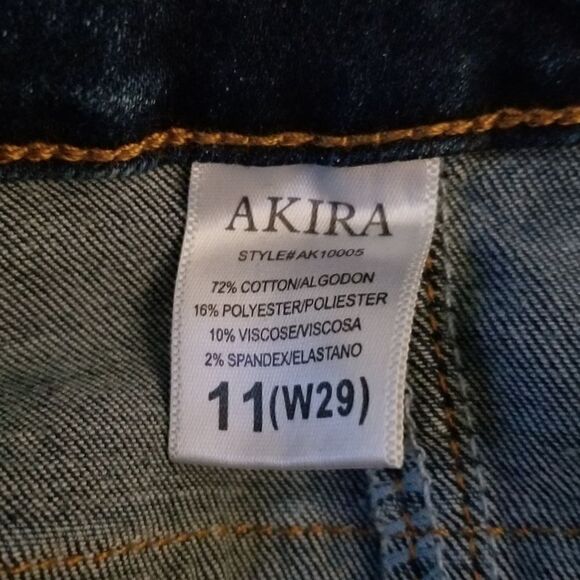 AKIRA
STYLE# AK10005
72% COTTON/ALGODON
16% POLYESTER/POLIESTER
10% VISCOSE/VISCOSA
2% SPANDEX/ELASTANO
11(W29)